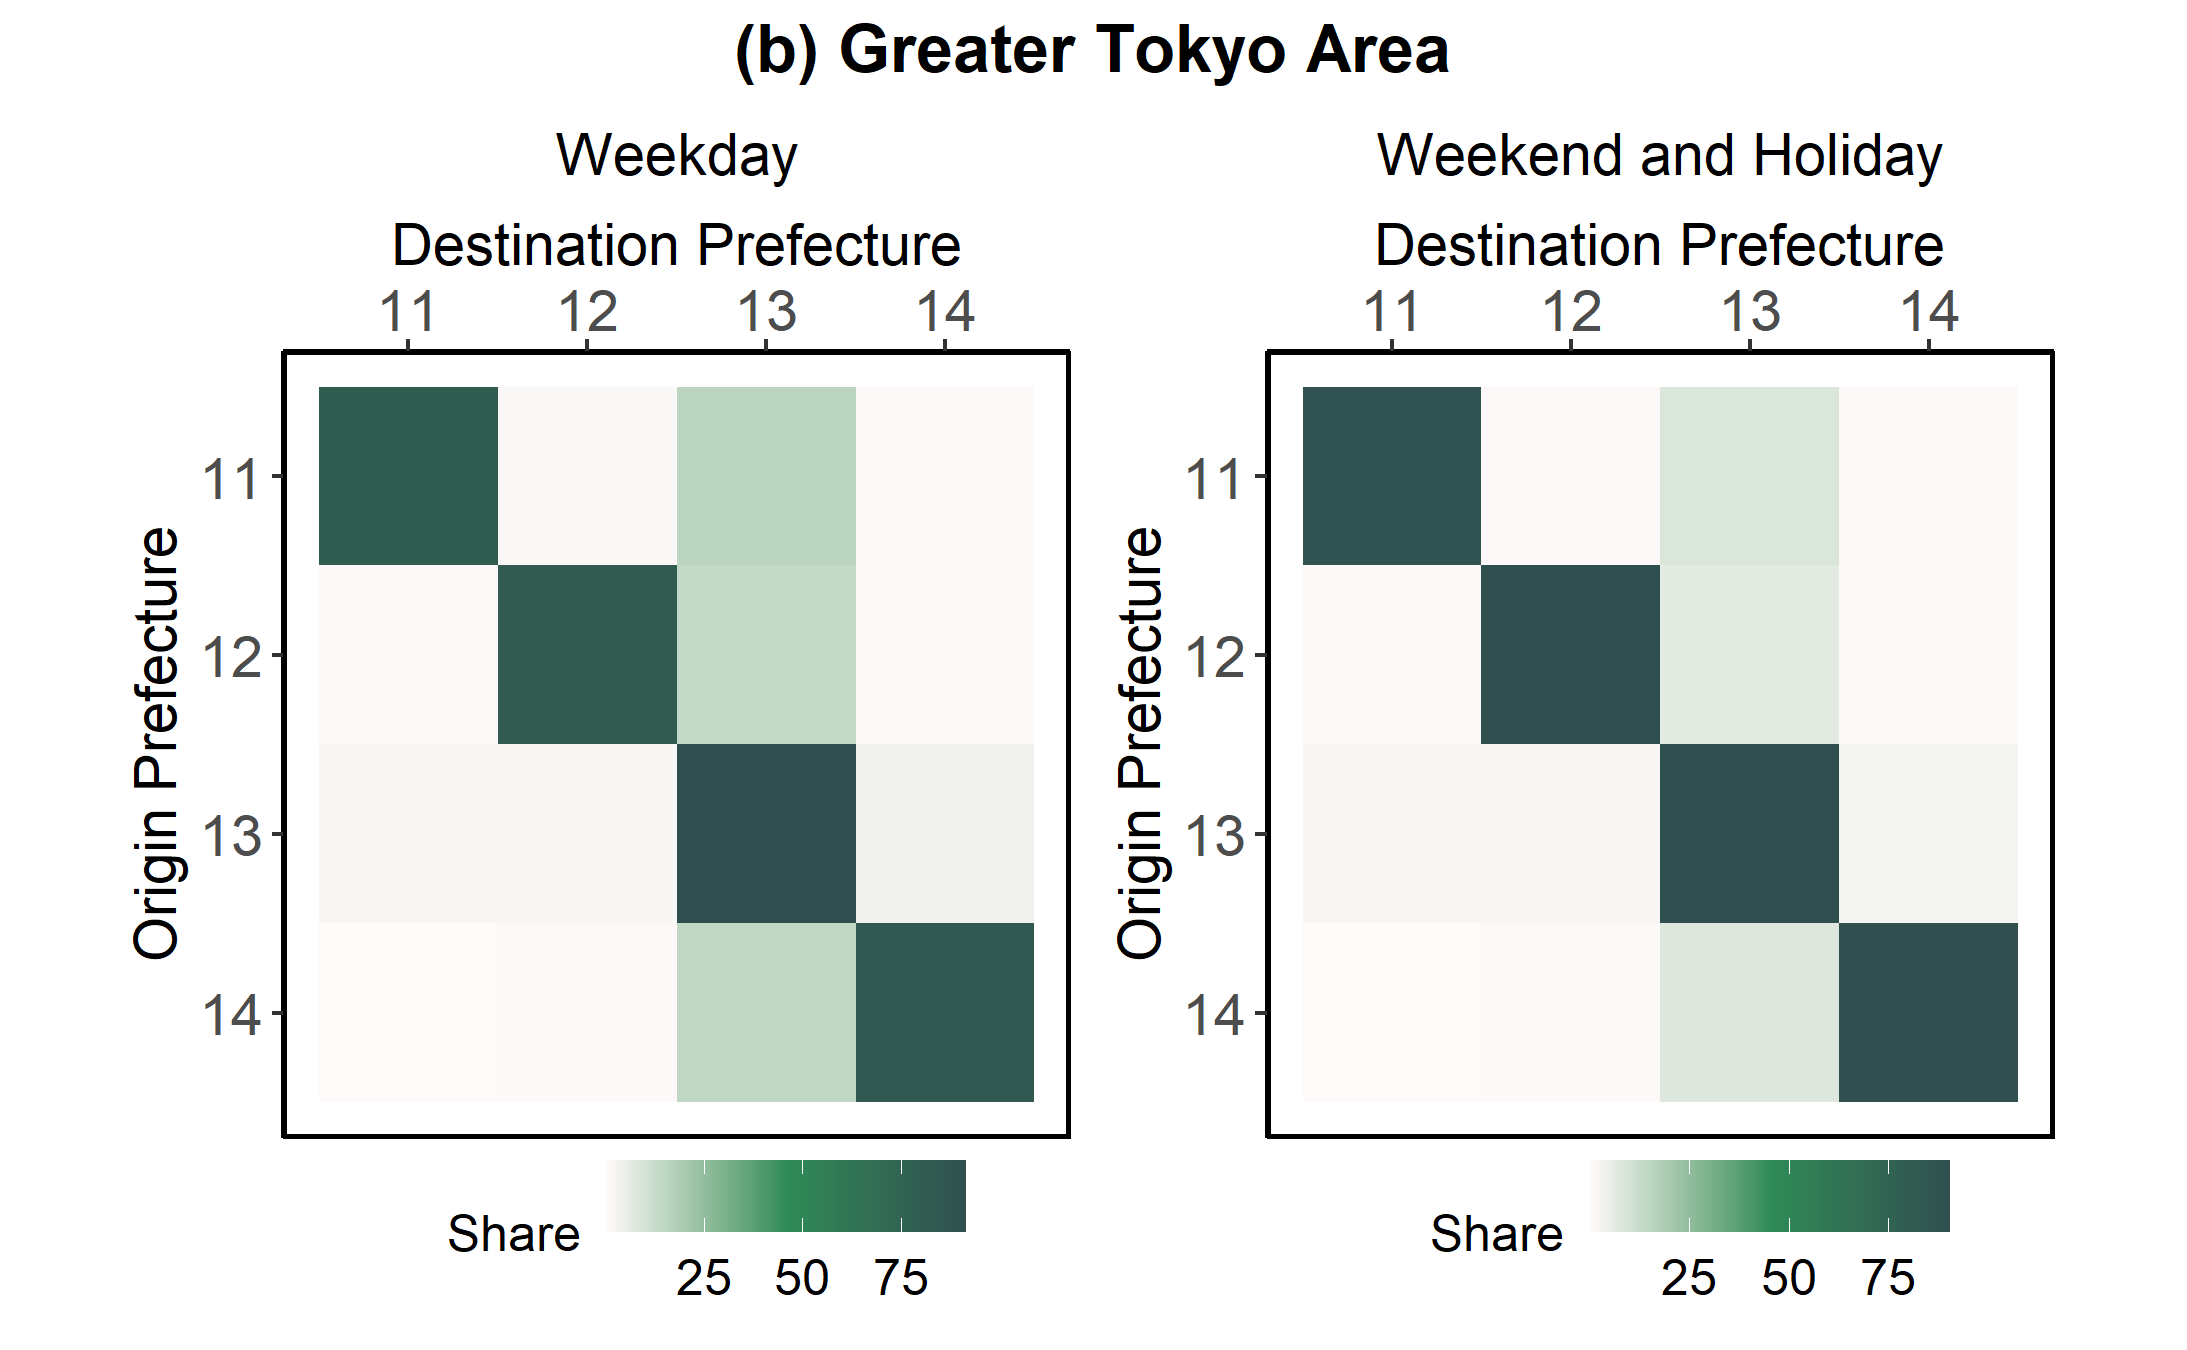 (b) Greater Tokyo Area
Weekday
Destination Prefecture
11 12 13 14
Origin Prefecture
11
12
13
14
Share
25 50 75
Weekend and Holiday
Destination Prefecture
11 12 13 14
Origin Prefecture
11
12
13
14
Share
25 50 75